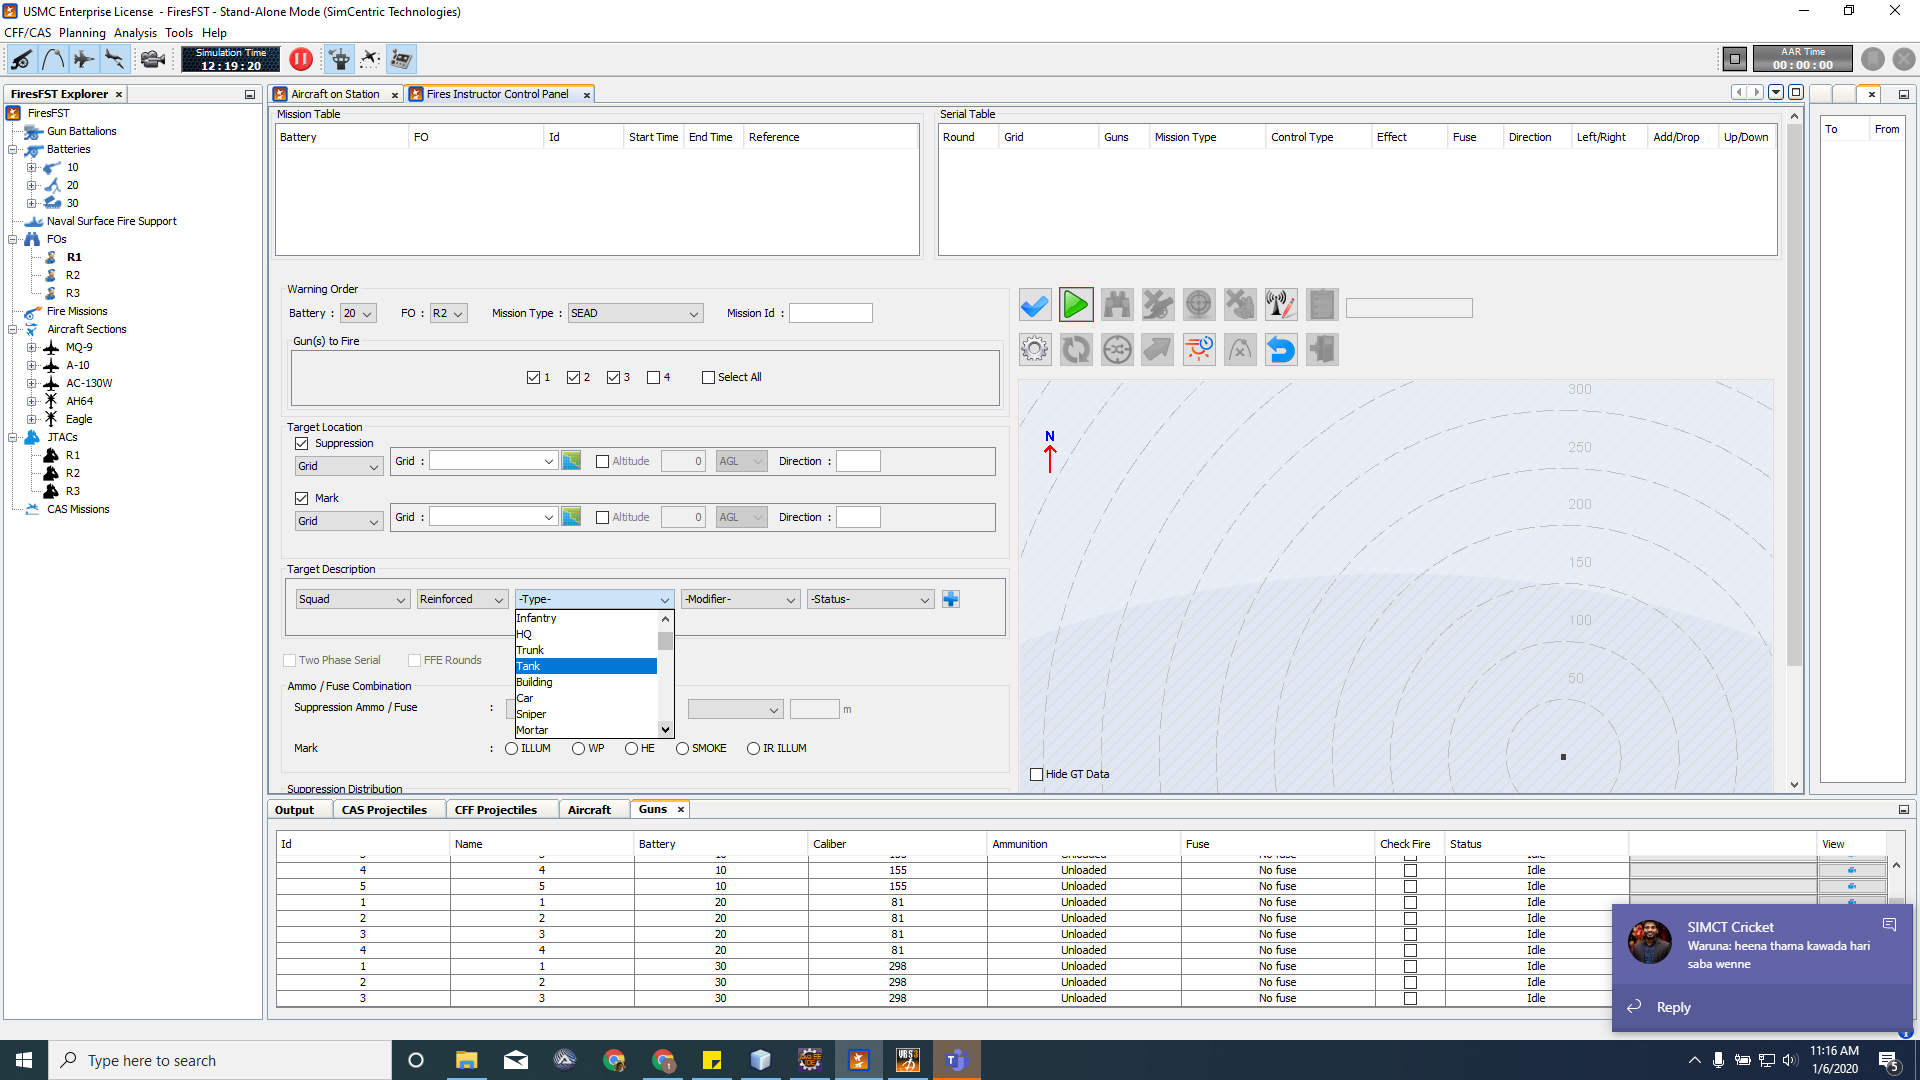 USMC Enterprise License - FiresFST - Stand-Alone Mode (SimCentric Technologies)
CFF/CAS Planning Analysis Tools Help
Simulation Time
12:19:20
AAR Time
00:00:00
FiresFST Explorer
FiresFST
Gun Battalions
Batteries
10
20
30
Naval Surface Fire Support
FOs
R1
R2
R3
Fire Missions
Aircraft Sections
MQ-9
A-10
AC-130W
AH64
Eagle
JTACs
R1
R2
R3
CAS Missions
Aircraft on Station
Fires Instructor Control Panel
Mission Table
Battery FO Id Start Time End Time Reference
Serial Table
Round Grid Guns Mission Type Control Type Effect Fuse Direction Left/Right Add/Drop Up/Down
To From
Warning Order
Battery : 20 FO : R2 Mission Type : SEAD Mission Id :
Gun(s) to Fire
1 2 3 4 Select All
Target Location
Suppression
Grid Grid : Altitude 0 AGL Direction :
Mark
Grid Grid : Altitude 0 AGL Direction :
Target Description
Squad Reinforced -Type- -Modifier- -Status-
Infantry
HQ
Trunk
Tank
Building
Car
Sniper
Mortar
Two Phase Serial FFE Rounds
Ammo / Fuse Combination
Suppression Ammo / Fuse : m
Mark : ILLUM WP HE SMOKE IR ILLUM
Suppression Distribution
N
300
250
200
150
100
50
Hide GT Data
Output CAS Projectiles CFF Projectiles Aircraft Guns
Id Name Battery Caliber Ammunition Fuse Check Fire Status View
4 4 10 155 Unloaded No fuse Idle
5 5 10 155 Unloaded No fuse Idle
1 1 20 81 Unloaded No fuse Idle
2 2 20 81 Unloaded No fuse Idle
3 3 20 81 Unloaded No fuse Idle
4 4 20 81 Unloaded No fuse Idle
1 1 30 298 Unloaded No fuse Idle
2 2 30 298 Unloaded No fuse Idle
3 3 30 298 Unloaded No fuse Idle
SIMCT Cricket
Waruna: heena thama kawada hari
saba wenne
Reply
Type here to search
VBS3
11:16 AM
1/6/2020
5